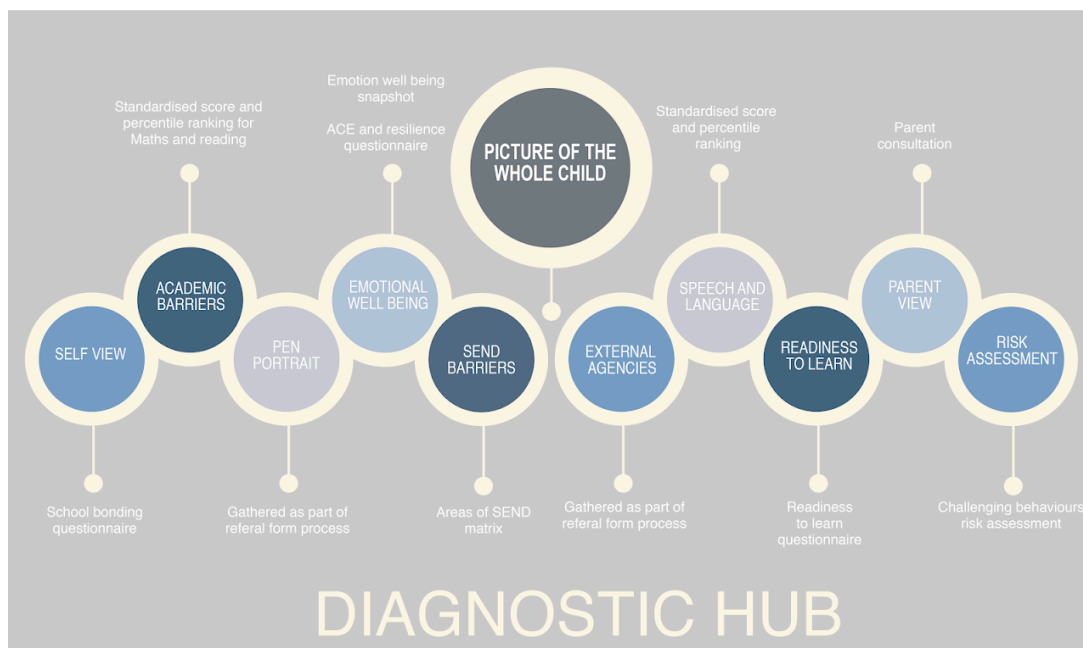 Emotion well being
snapshot
ACE and resilience
questionnaire
Standardised score and
percentile ranking for
Maths and reading
PICTURE OF THE
WHOLE CHILD
Standardised score
and percentile
ranking
Parent
consultation
SELF VIEW
ACADEMIC
BARRIERS
PEN
PORTRAIT
EMOTIONAL
WELL BEING
SEND
BARRIERS
EXTERNAL
AGENCIES
SPEECH AND
LANGUAGE
READINESS
TO LEARN
PARENT
VIEW
RISK
ASSESSMENT
School bonding
questionnaire
Gathered as part of
referal form process
Areas of SEND
matrix
Gathered as part of
referal form process
Readiness
to learn
questionnaire
Challenging behaviours
risk assessment
DIAGNOSTIC HUB